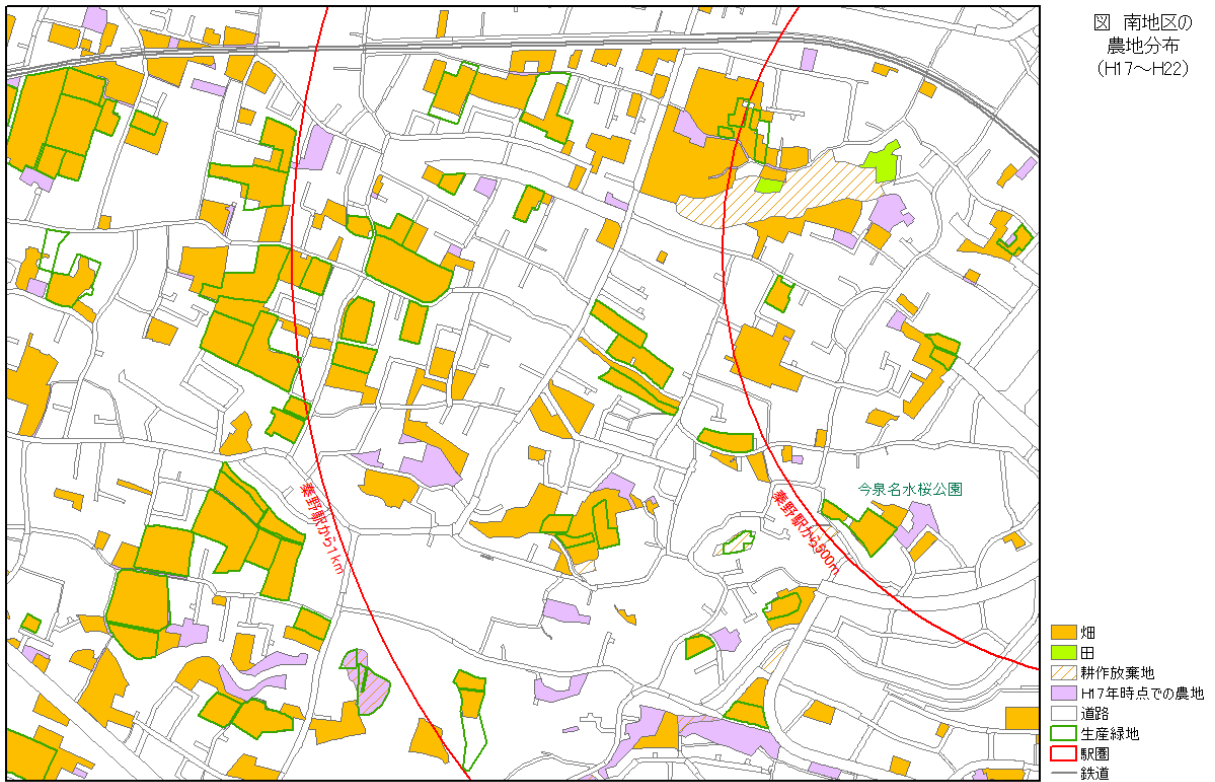 図 南地区の
農地分布
(H17～H22)
今泉名水桜公園
秦野駅から1km
秦野駅から500m
畑
田
耕作放棄地
H17年時点での農地
道路
生産緑地
駅圏
鉄道